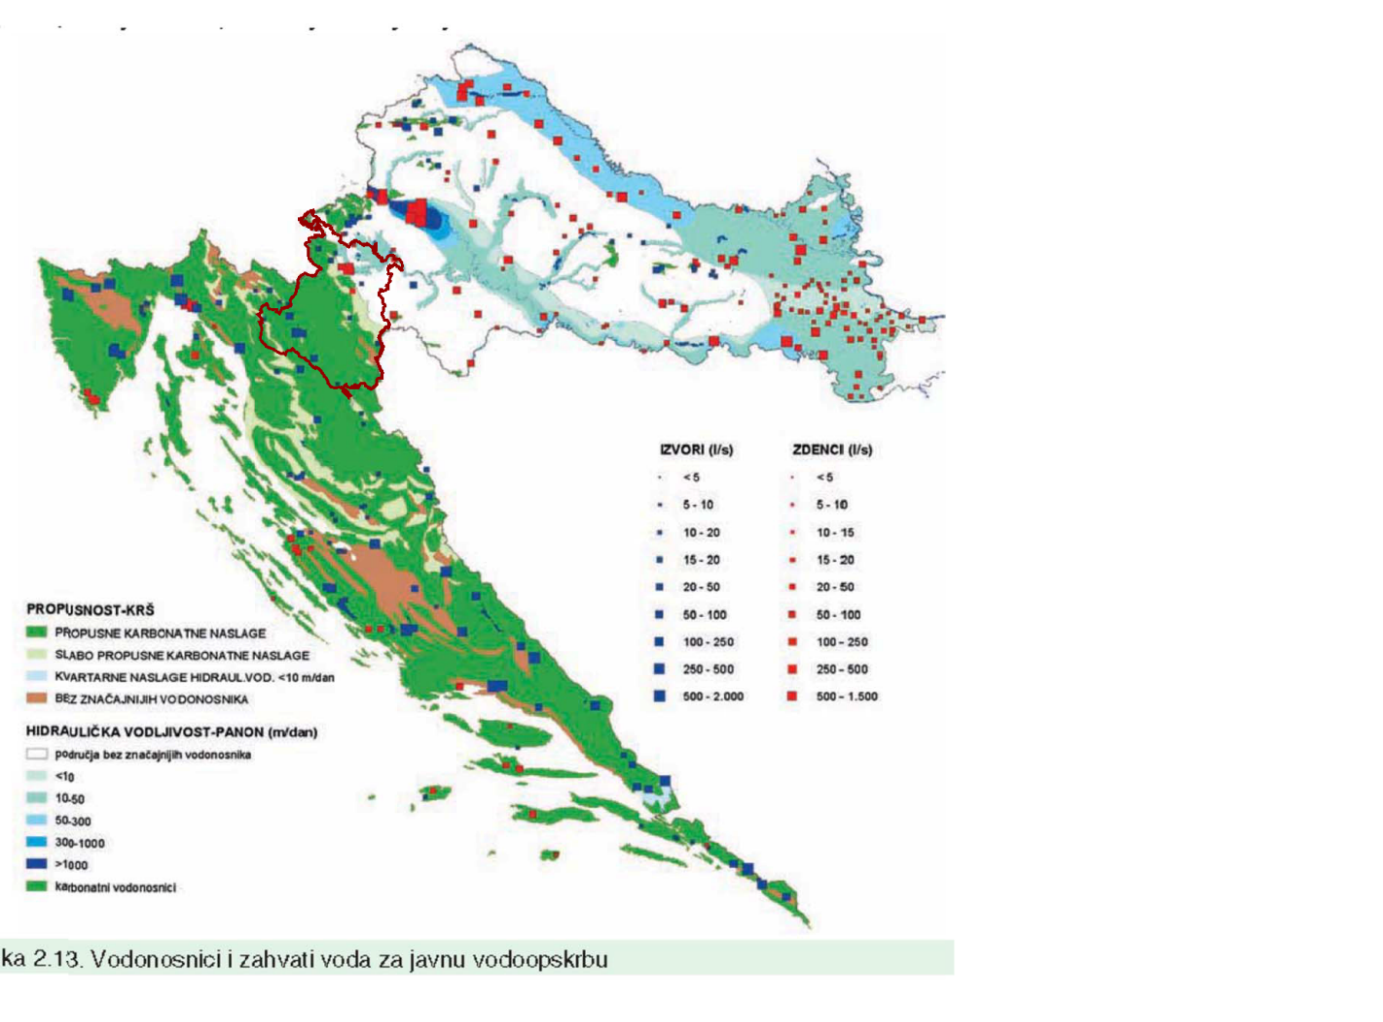 IZVORI (l/s)
< 5
5 - 10
10 - 20
15 - 20
20 - 50
50 - 100
100 - 250
250 - 500
500 - 2.000
ZDENCI (l/s)
< 5
5 - 10
10 - 15
15 - 20
20 - 50
50 - 100
100 - 250
250 - 500
500 - 1.500
PROPUSNOST-KRŠ
PROPUSNE KARBONATNE NASLAGE
SLABO PROPUSNE KARBONATNE NASLAGE
KVARTARNE NASLAGE HIDRAUL.VOD. <10 m/dan
BEZ ZNAČAJNIJIH VODONOSNIKA
HIDRAULIČKA VODLJIVOST-PANON (m/dan)
područja bez značajnijih vodonosnika
<10
10-50
50-300
300-1000
>1000
karbonatni vodonosnici
ka 2.13. Vodonosnici i zahvati voda za javnu vodoopskrbu